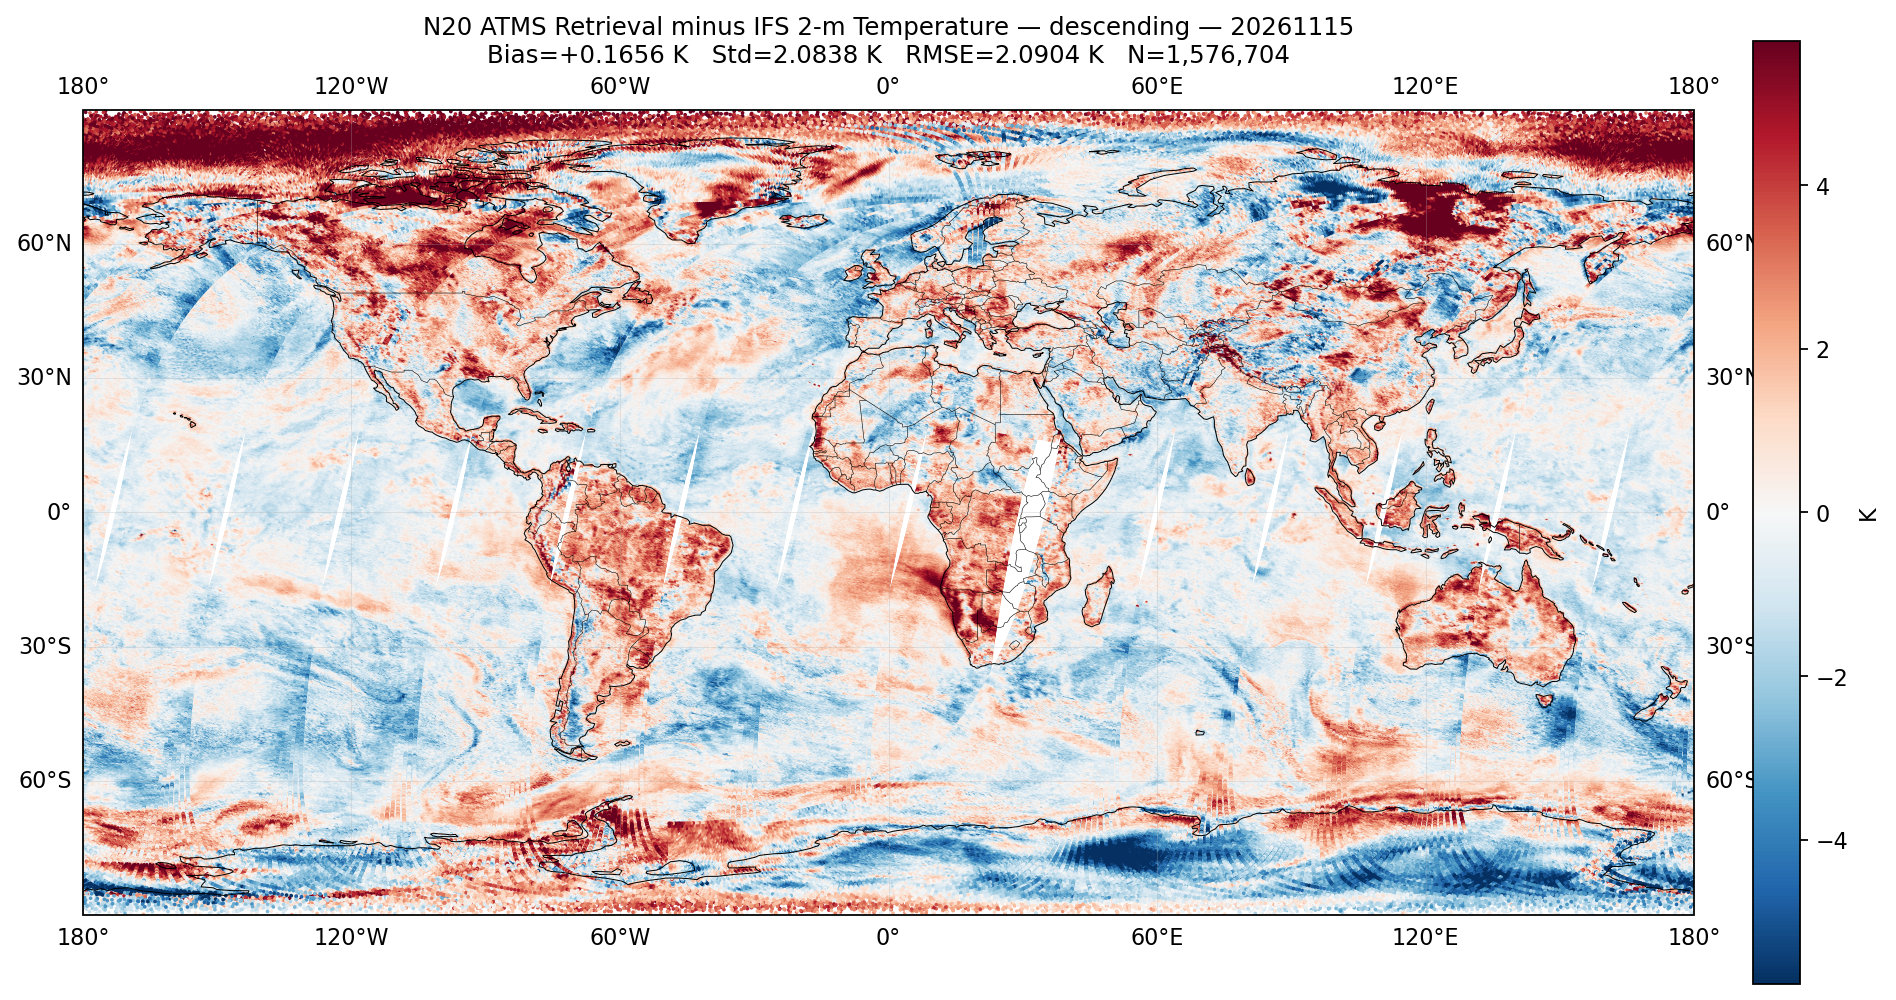 N20 ATMS Retrieval minus IFS 2-m Temperature — descending — 20261115
Bias=+0.1656 K   Std=2.0838 K   RMSE=2.0904 K   N=1,576,704
180° 120°W 60°W 0° 60°E 120°E 180°
60°N 60°N
30°N 30°N
0° 0°
30°S 30°S
60°S 60°S
180° 120°W 60°W 0° 60°E 120°E 180°
4
2
0
−2
−4
K